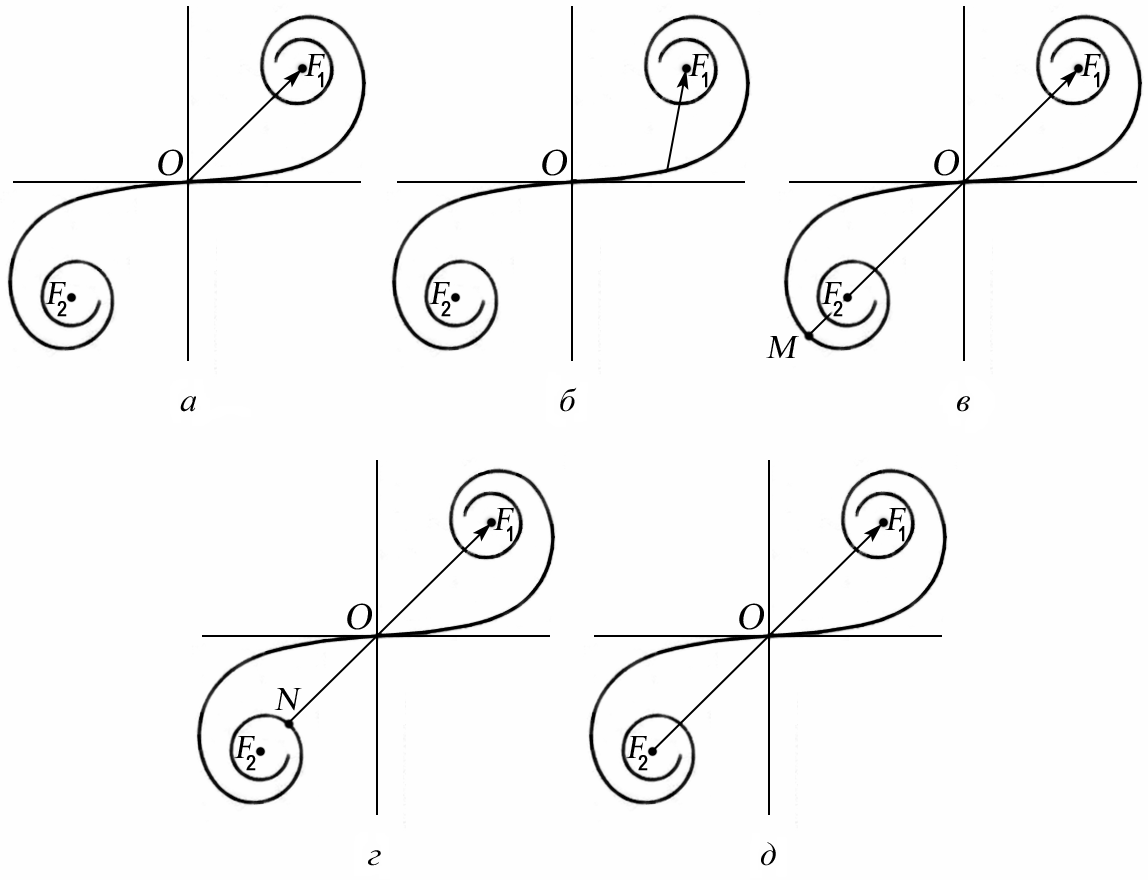 F₁ F₁ F₁
O O O
F₂ F₂ F₂
M
а б в
F₁ F₁
O O
N
F₂ F₂
г д